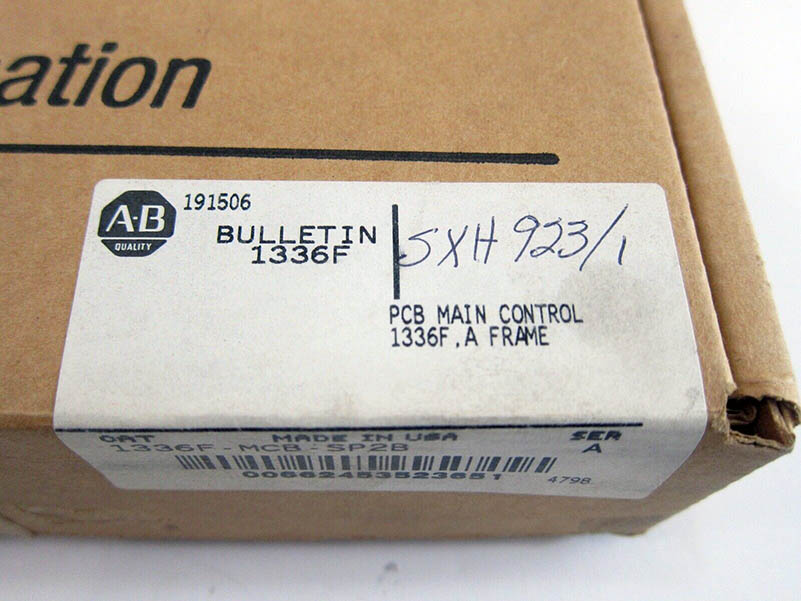 ation
A-B
QUALITY
191506
BULLETIN
1336F
SXH 923/1
PCB MAIN CONTROL
1336F, A FRAME
CAT MADE IN USA SER
1336F-MCB-SP2B A
00662453523651
4798